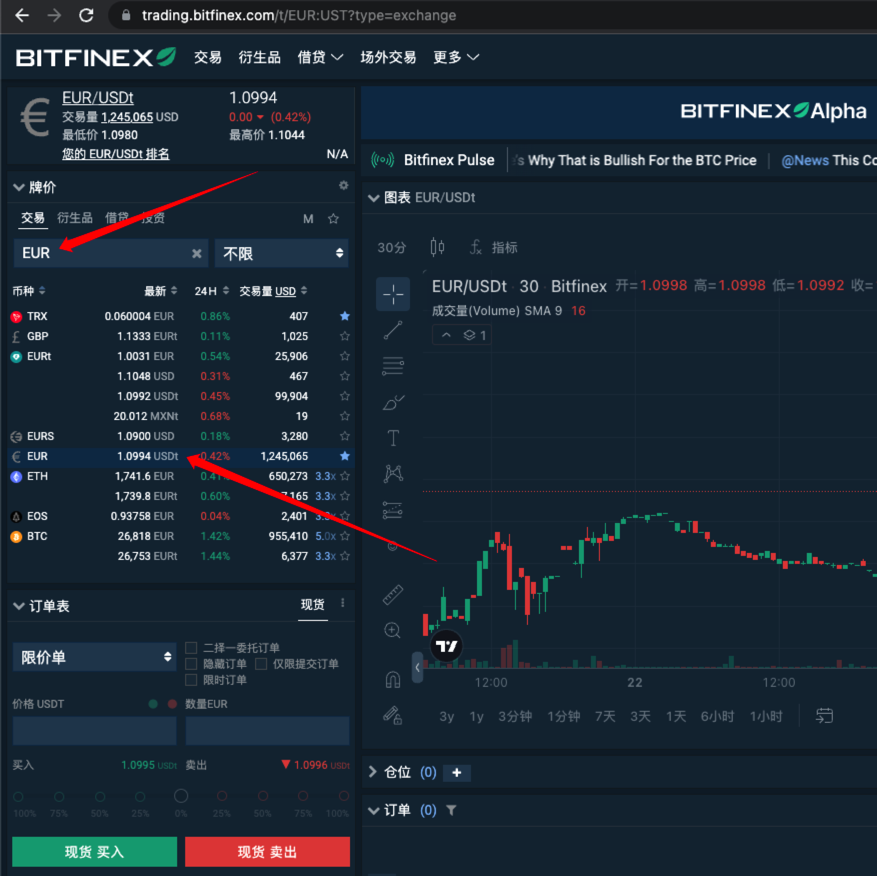 trading.bitfinex.com/t/EUR:UST?type=exchange
BITFINEX 交易 衍生品 借贷 场外交易 更多
EUR/USDt 1.0994
交易量 1,245,065 USD 0.00 (0.42%)
最低价 1.0980 最高价 1.1044
您的 EUR/USDt 排名 N/A
牌价
交易 衍生品 借贷 投资 M
EUR 不限
币种 最新 24H 交易量 USD
TRX 0.060004 EUR 0.86% 407
GBP 1.1333 EURt 0.11% 1,025
EURt 1.0031 EUR 0.54% 25,906
1.1048 USD 0.31% 467
1.0992 USDt 0.45% 99,904
20.012 MXNt 0.68% 19
EURS 1.0900 USD 0.18% 3,280
EUR 1.0994 USDt 0.42% 1,245,065
ETH 1,741.6 EUR 0.41% 650,273 3.3x
1,739.8 EURt 0.60% 7,165 3.3x
EOS 0.93758 EUR 0.04% 2,401 3.3x
BTC 26,818 EUR 1.42% 955,410 5.0x
26,753 EURt 1.44% 6,377 3.3x
订单表 现货
限价单
二择一委托订单
隐藏订单 仅限提交订单
限时订单
价格 USDT 数量EUR
买入 1.0995 USDt 卖出 1.0996 USDt
100% 75% 50% 25% 0% 25% 50% 75% 100%
现货 买入 现货 卖出
BITFINEX Alpha
Bitfinex Pulse 's Why That is Bullish For the BTC Price @News This Co
图表 EUR/USDt
30分 指标
EUR/USDt · 30 · Bitfinex 开=1.0998 高=1.0998 低=1.0992 收=
成交量(Volume) SMA 9 16
1
12:00 22 12:00
3y 1y 3分钟 1分钟 7天 3天 1天 6小时 1小时
仓位 (0) +
订单 (0)